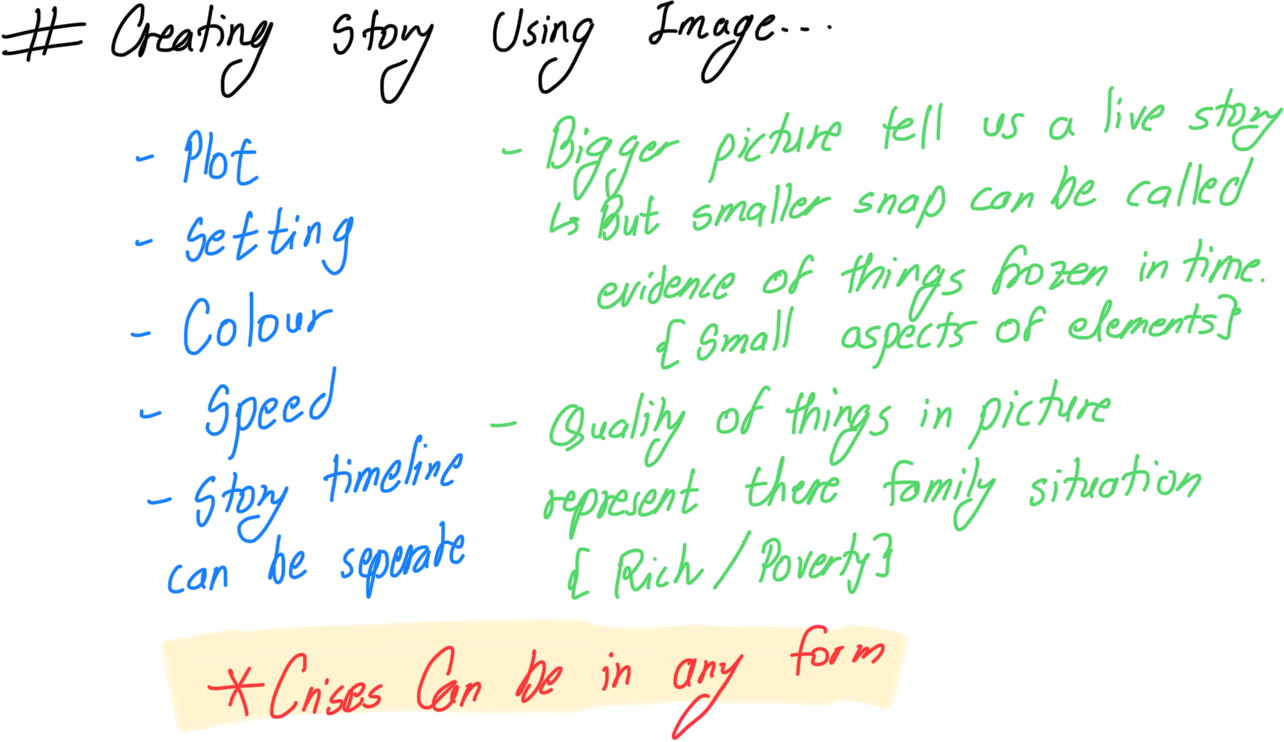 # Creating Story Using Image...
- Plot
- Setting
- Colour
- Speed
- Story timeline
can be seperate
- Bigger picture tell us a live story
↳ But smaller snap can be called
evidence of things frozen in time.
{ Small aspects of elements}
- Quality of things in picture
represent there family situation
{ Rich / Poverty}
* Crises Can be in any form